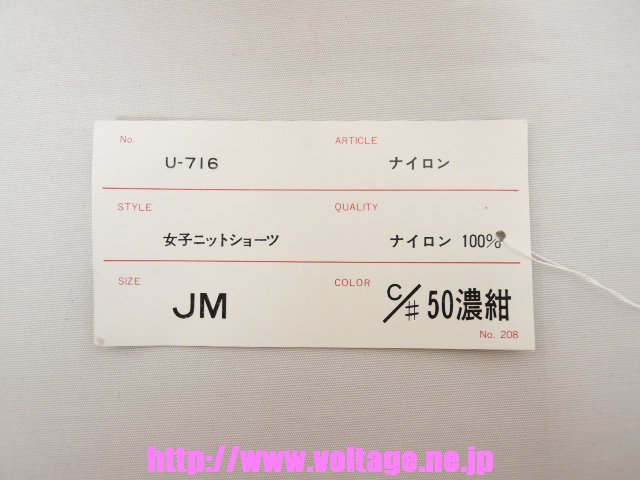 No. ARTICLE
U-716 ナイロン
STYLE QUALITY
女子ニットショーツ ナイロン 100%
SIZE COLOR
JM C/# 50濃紺
No. 208
http://www.voltage.ne.jp